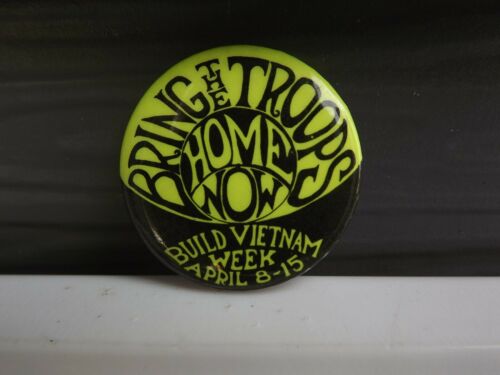 BRING THE TROOPS
HOME
NOW
BUILD VIETNAM
WEEK
APRIL 8-15